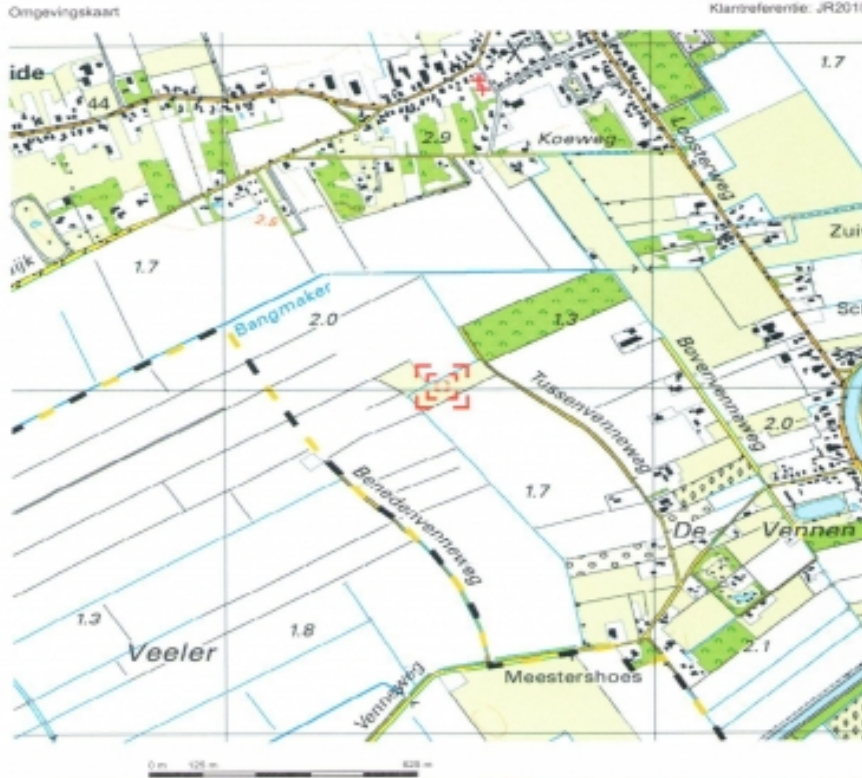 Omgevingskaart
Klantreferentie: JR201
ide
44
1.7
2.9
Koeweg
Loosterweg
2.5
Zui
ijk
1.7
Sch
Bangmaker
2.0
1.3
Tussenvenneweg
Bovenvenneweg
2.0
Benedenvenneweg
1.7
De Vennen
1.3
1.8
Veeler
2.1
Venneweg
Meestershoes
0 m 125 m 625 m